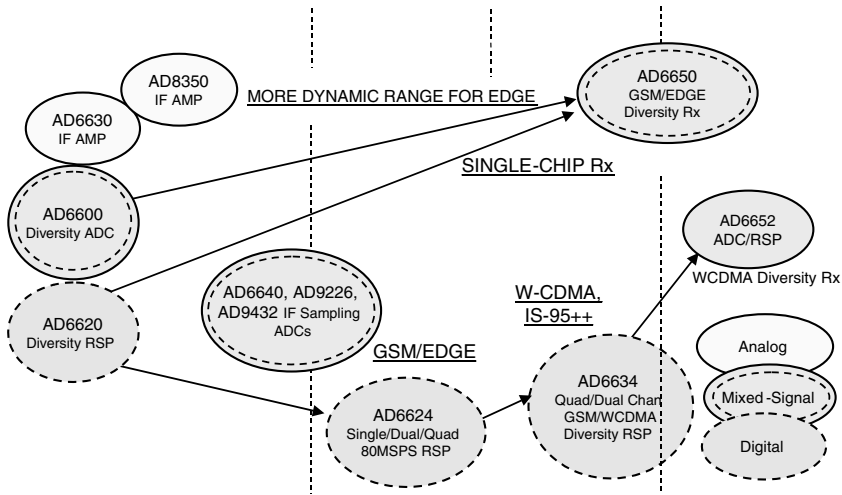 AD8350
IF AMP
AD6630
IF AMP
MORE DYNAMIC RANGE FOR EDGE
AD6650
GSM/EDGE
Diversity Rx
SINGLE-CHIP Rx
AD6600
Diversity ADC
AD6652
ADC/RSP
WCDMA Diversity Rx
AD6640, AD9226,
AD9432 IF Sampling
ADCs
W-CDMA,
IS-95++
AD6620
Diversity RSP
GSM/EDGE
AD6624
Single/Dual/Quad
80MSPS RSP
AD6634
Quad/Dual Chan
GSM/WCDMA
Diversity RSP
Analog
Mixed-Signal
Digital